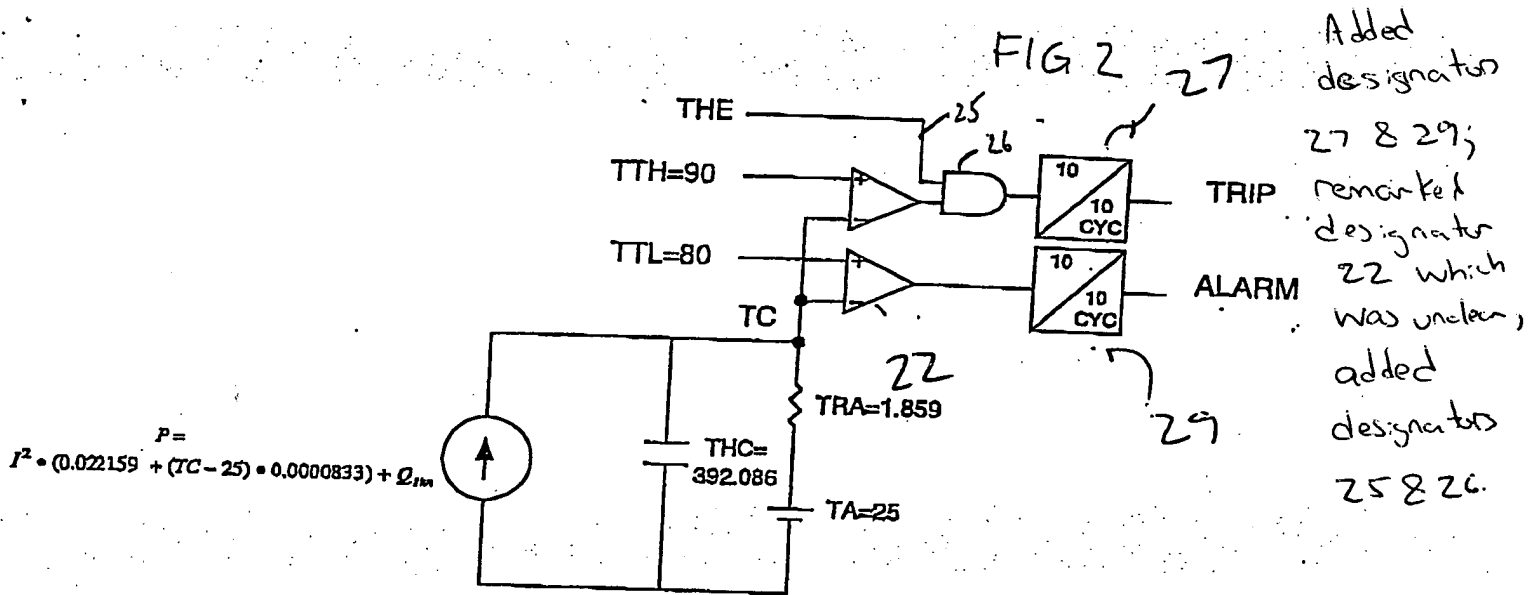 FIG 2
27
Added
designators
27 & 29;
remarked
designator
22 which
was unclear,
added
designators
25 & 26.
THE
25
26
TTH=90
+
−
10
10
CYC
TRIP
TTL=80
+
−
10
10
CYC
ALARM
TC
22
29
TRA=1.859
THC=
392.086
TA=25
P=
I² • (0.022159 + (TC − 25) • 0.0000833) + Q